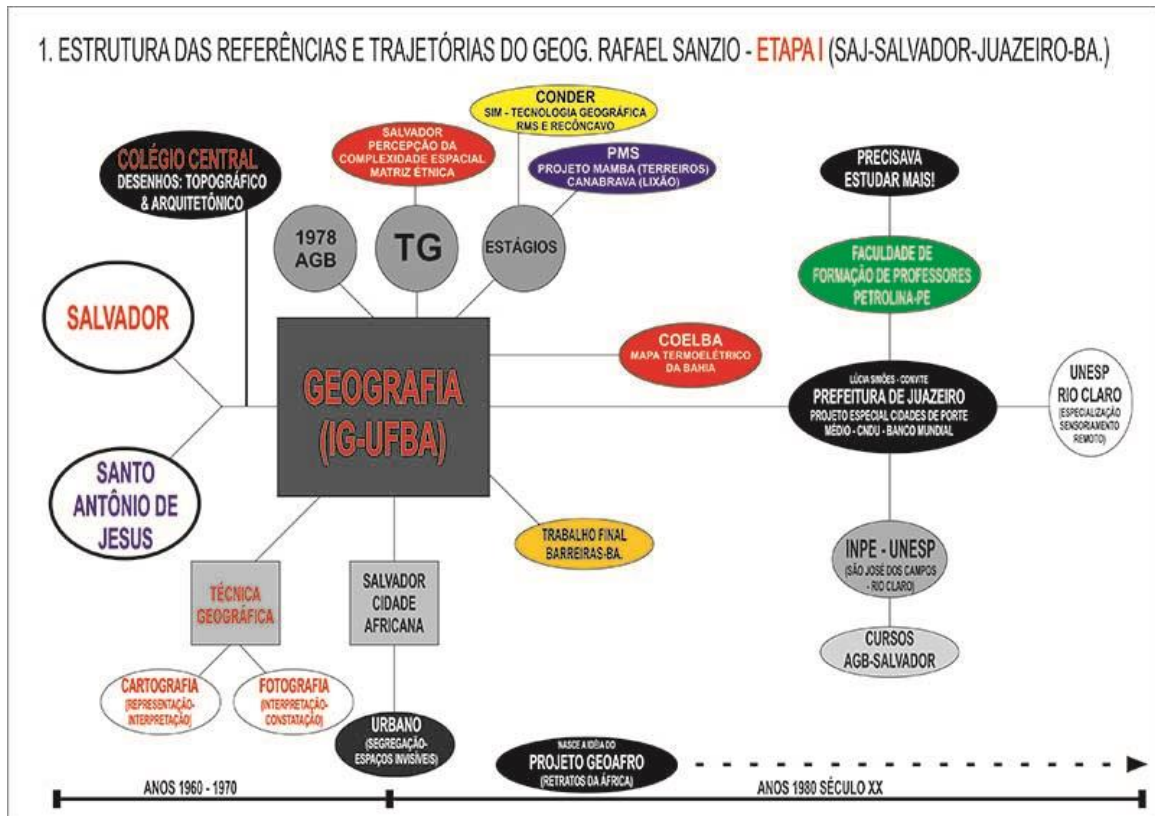 1. ESTRUTURA DAS REFERÊNCIAS E TRAJETÓRIAS DO GEOG. RAFAEL SANZIO - ETAPA I (SAJ-SALVADOR-JUAZEIRO-BA.)
COLÉGIO CENTRAL
DESENHOS: TOPOGRÁFICO
& ARQUITETÔNICO
SALVADOR
PERCEPÇÃO DA
COMPLEXIDADE ESPACIAL
MATRIZ ÉTNICA
CONDER
SIM - TECNOLOGIA GEOGRÁFICA
RMS E RECÔNCAVO
PMS
PROJETO MAMBA (TERREIROS)
CANABRAVA (LIXÃO)
PRECISAVA
ESTUDAR MAIS!
1978
AGB
TG
ESTÁGIOS
FACULDADE DE
FORMAÇÃO DE PROFESSORES
PETROLINA-PE
SALVADOR
GEOGRAFIA
(IG-UFBA)
COELBA
MAPA TERMOELÉTRICO
DA BAHIA
LÚCIA SIMÕES - CONVITE
PREFEITURA DE JUAZEIRO
PROJETO ESPECIAL CIDADES DE PORTE
MÉDIO - CNDU - BANCO MUNDIAL
UNESP
RIO CLARO
(ESPECIALIZAÇÃO
SENSORIAMENTO
REMOTO)
SANTO
ANTÔNIO DE
JESUS
TRABALHO FINAL
BARREIRAS-BA.
INPE - UNESP
(SÃO JOSÉ DOS CAMPOS
- RIO CLARO)
TÉCNICA
GEOGRÁFICA
SALVADOR
CIDADE
AFRICANA
CURSOS
AGB-SALVADOR
CARTOGRAFIA
(REPRESENTAÇÃO-
INTERPRETAÇÃO)
FOTOGRAFIA
(INTERPRETAÇÃO-
CONSTATAÇÃO)
URBANO
(SEGREGAÇÃO-
ESPAÇOS INVISÍVEIS)
NASCE A IDÉIA DO
PROJETO GEOAFRO
(RETRATOS DA ÁFRICA)
ANOS 1960 - 1970
ANOS 1980 SÉCULO XX